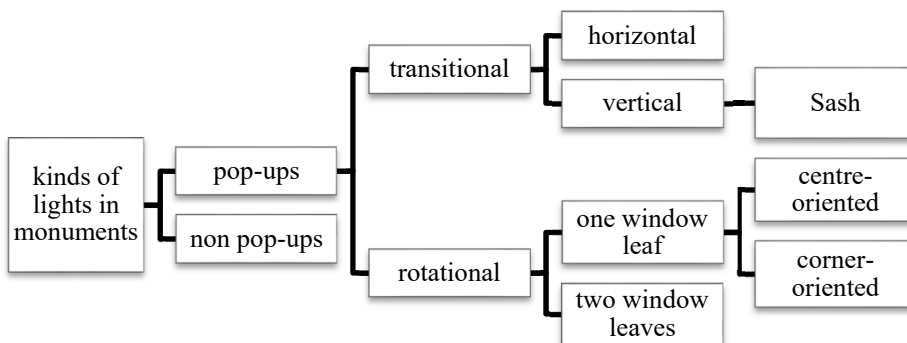 kinds of
lights in
monuments
pop-ups
non pop-ups
transitional
rotational
horizontal
vertical
Sash
one window
leaf
two window
leaves
centre-
oriented
corner-
oriented